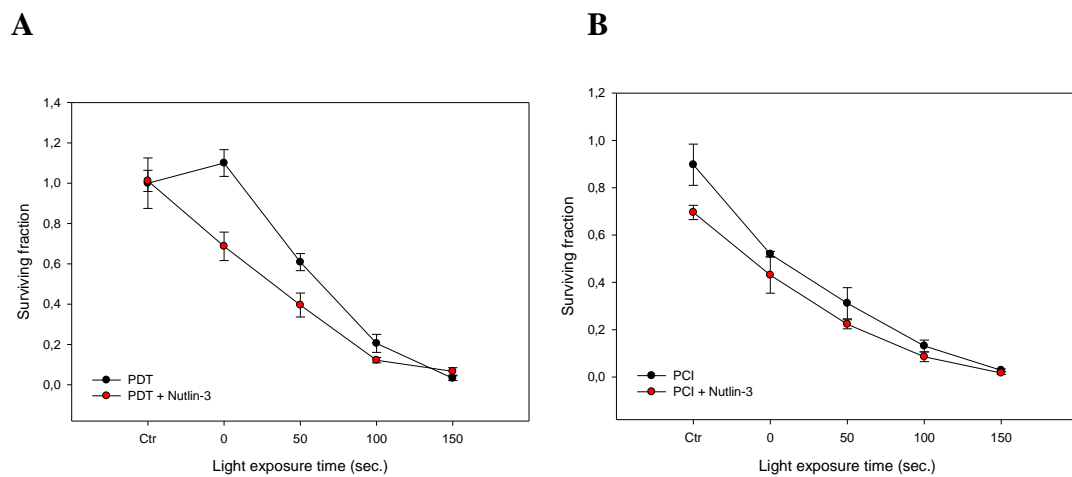 A
1,4
1,2
1,0
0,8
0,6
0,4
0,2
0,0
Surviving fraction
PDT
PDT + Nutlin-3
Ctr 0 50 100 150
Light exposure time (sec.)
B
1,2
1,0
0,8
0,6
0,4
0,2
0,0
Surviving fraction
PCI
PCI + Nutlin-3
Ctr 0 50 100 150
Light exposure time (sec.)